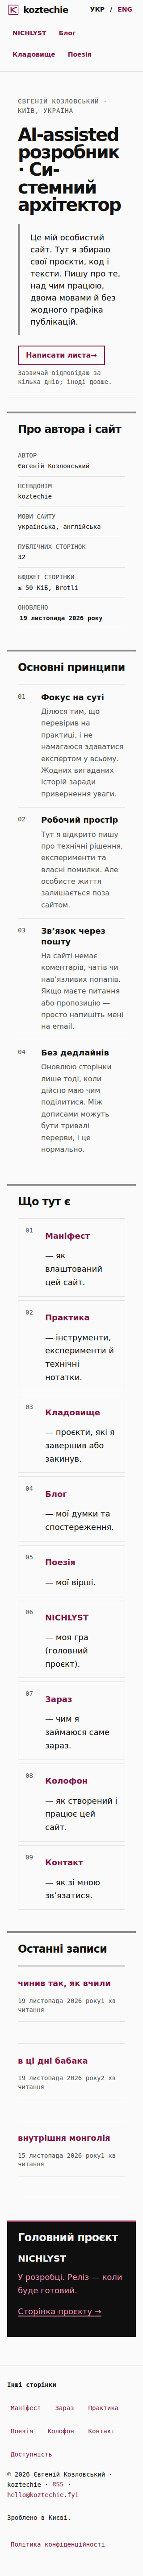 koztechie
УКР / ENG
NICHLYST Блог
Кладовище Поезія
ЄВГЕНІЙ КОЗЛОВСЬКИЙ ·
КИЇВ, УКРАЇНА
AI-assisted
розробник
· Си-
стемний
архітектор
Це мій особистий
сайт. Тут я збираю
свої проєкти, код і
тексти. Пишу про те,
над чим працюю,
двома мовами й без
жодного графіка
публікацій.
Написати листа→
Зазвичай відповідаю за
кілька днів; іноді довше.
Про автора і сайт
АВТОР
Євгеній Козловський
ПСЕВДОНІМ
koztechie
МОВИ САЙТУ
українська, англійська
ПУБЛІЧНИХ СТОРІНОК
32
БЮДЖЕТ СТОРІНКИ
≤ 50 КіБ, Brotli
ОНОВЛЕНО
19 листопада 2026 року
Основні принципи
01 Фокус на суті
Ділюся тим, що
перевірив на
практиці, і не
намагаюся здаватися
експертом у всьому.
Жодних вигаданих
історій заради
привернення уваги.
02 Робочий простір
Тут я відкрито пишу
про технічні рішення,
експерименти та
власні помилки. Але
особисте життя
залишається поза
сайтом.
03 Зв’язок через
пошту
На сайті немає
коментарів, чатів чи
нав’язливих попапів.
Якщо маєте питання
або пропозицію —
просто напишіть мені
на email.
04 Без дедлайнів
Оновлюю сторінки
лише тоді, коли
дійсно маю чим
поділитися. Між
дописами можуть
бути тривалі
перерви, і це
нормально.
Що тут є
01 Маніфест
— як
влаштований
цей сайт.
02 Практика
— інструменти,
експерименти й
технічні
нотатки.
03 Кладовище
— проєкти, які я
завершив або
закинув.
04 Блог
— мої думки та
спостереження.
05 Поезія
— мої вірші.
06 NICHLYST
— моя гра
(головний
проєкт).
07 Зараз
— чим я
займаюся саме
зараз.
08 Колофон
— як створений і
працює цей
сайт.
09 Контакт
— як зі мною
зв’язатися.
Останні записи
чинив так, як вчили
19 листопада 2026 року1 хв
читання
в ці дні бабака
19 листопада 2026 року2 хв
читання
внутрішня монголія
15 листопада 2026 року1 хв
читання
Головний проєкт
NICHLYST
У розробці. Реліз — коли
буде готовий.
Сторінка проєкту →
Інші сторінки
Маніфест Зараз Практика
Поезія Колофон Контакт
Доступність
© 2026 Євгеній Козловський ·
koztechie · RSS ·
hello@koztechie.fyi
Зроблено в Києві.
Політика конфіденційності